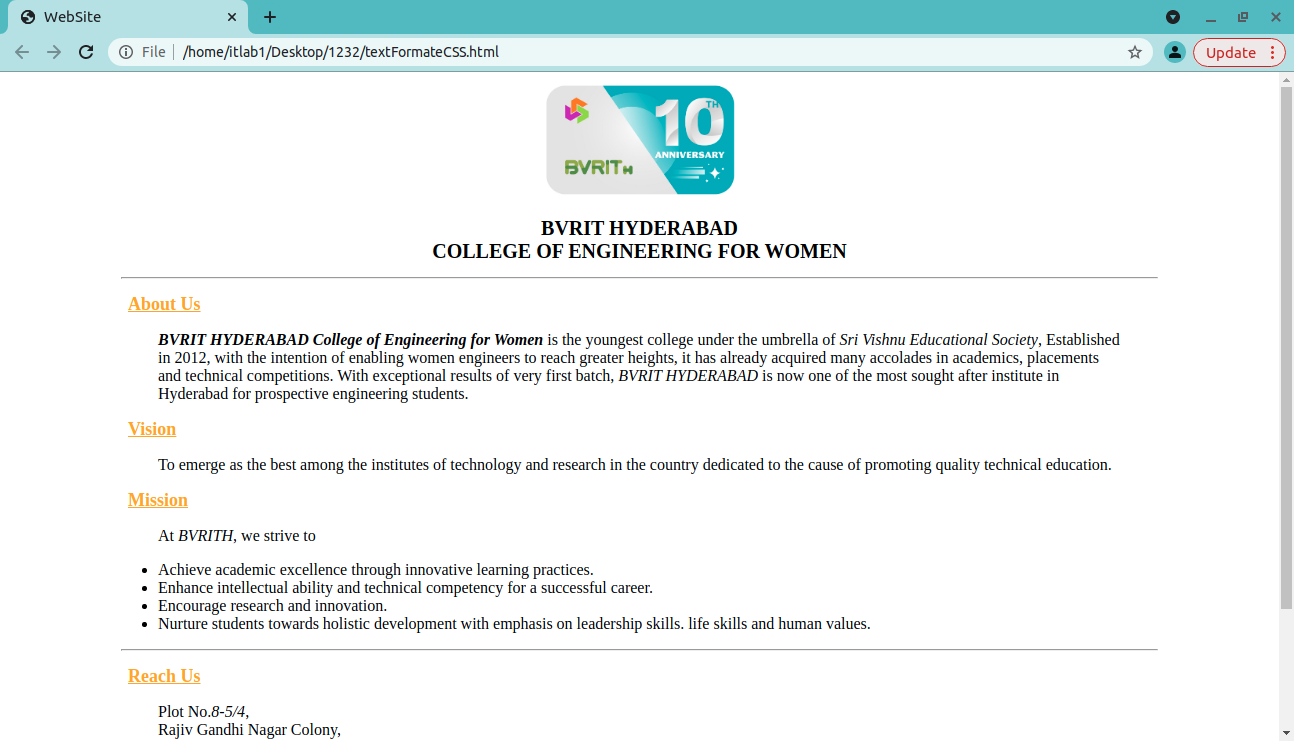 WebSite
File
/home/itlab1/Desktop/1232/textFormateCSS.html
Update
10TH
ANNIVERSARY
BVRITH
BVRIT HYDERABAD
COLLEGE OF ENGINEERING FOR WOMEN
About Us
BVRIT HYDERABAD College of Engineering for Women is the youngest college under the umbrella of Sri Vishnu Educational Society, Established
in 2012, with the intention of enabling women engineers to reach greater heights, it has already acquired many accolades in academics, placements
and technical competitions. With exceptional results of very first batch, BVRIT HYDERABAD is now one of the most sought after institute in
Hyderabad for prospective engineering students.
Vision
To emerge as the best among the institutes of technology and research in the country dedicated to the cause of promoting quality technical education.
Mission
At BVRITH, we strive to
• Achieve academic excellence through innovative learning practices.
• Enhance intellectual ability and technical competency for a successful career.
• Encourage research and innovation.
• Nurture students towards holistic development with emphasis on leadership skills. life skills and human values.
Reach Us
Plot No.8-5/4,
Rajiv Gandhi Nagar Colony,